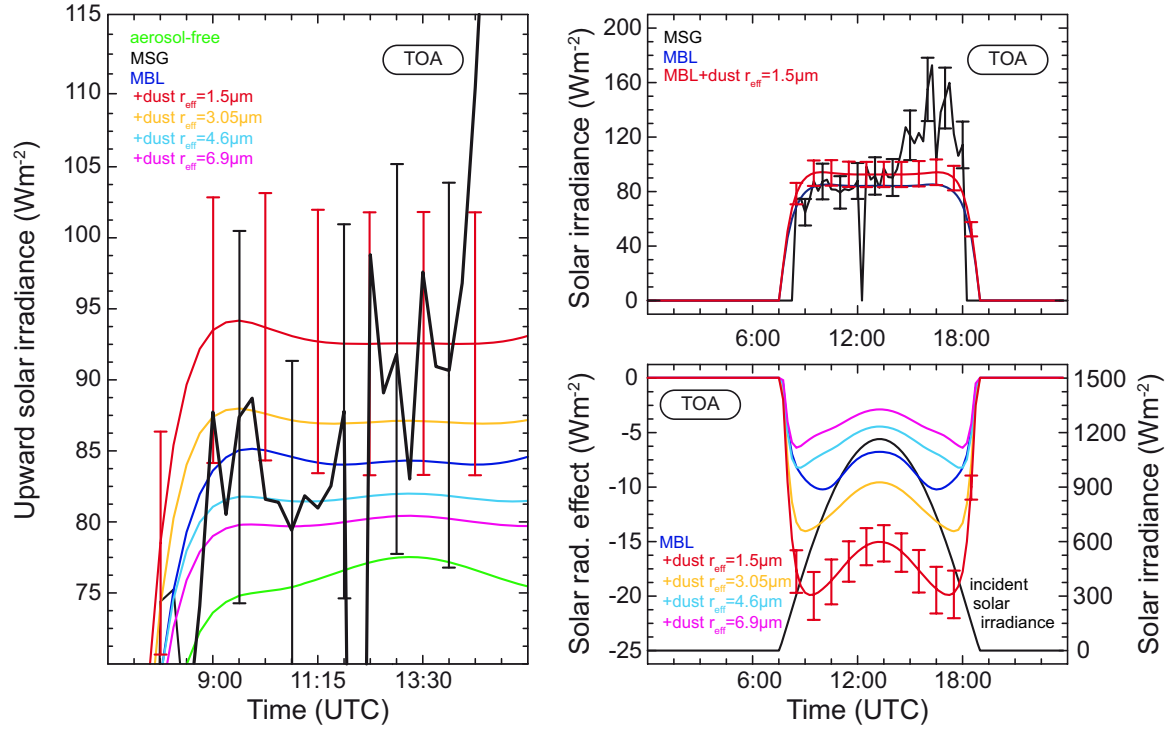 115
110
105
100
95
90
85
80
75
Upward solar irradiance (Wm-2)
aerosol-free
MSG
MBL
+dust reff=1.5µm
+dust reff=3.05µm
+dust reff=4.6µm
+dust reff=6.9µm
TOA
9:00 11:15 13:30
Time (UTC)
210
200
160
120
80
40
0
Solar irradiance (Wm-2)
MSG
MBL
MBL+dust reff=1.5µm
TOA
6:00 12:00 18:00
0
-5
-10
-15
-20
-25
Solar rad. effect (Wm-2)
TOA
MBL
+dust reff=1.5µm
+dust reff=3.05µm
+dust reff=4.6µm
+dust reff=6.9µm
incident
solar
irradiance
1500
1200
900
600
300
0
Solar irradiance (Wm-2)
6:00 12:00 18:00
Time (UTC)